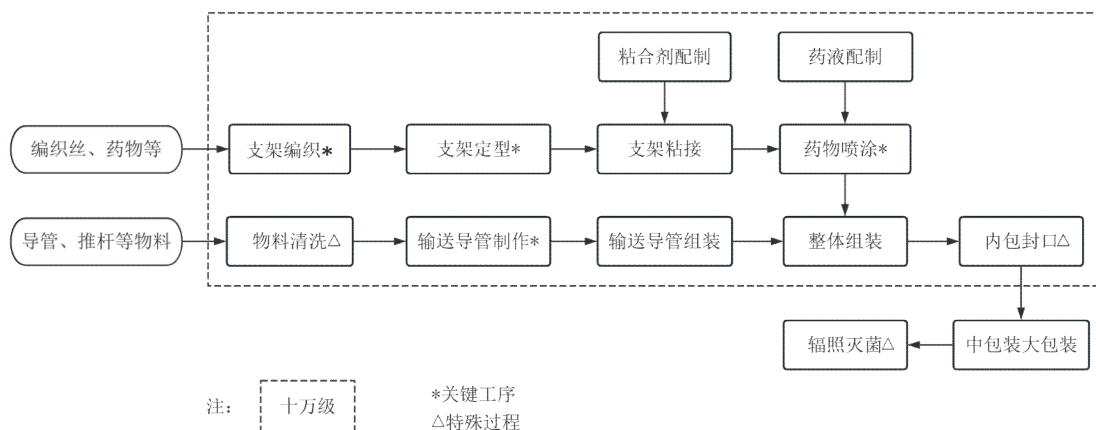 粘合剂配制
药液配制
编织丝、药物等
支架编织*
支架定型*
支架粘接
药物喷涂*
导管、推杆等物料
物料清洗△
输送导管制作*
输送导管组装
整体组装
内包封口△
辐照灭菌△
中包装大包装
注：
十万级
*关键工序
△特殊过程